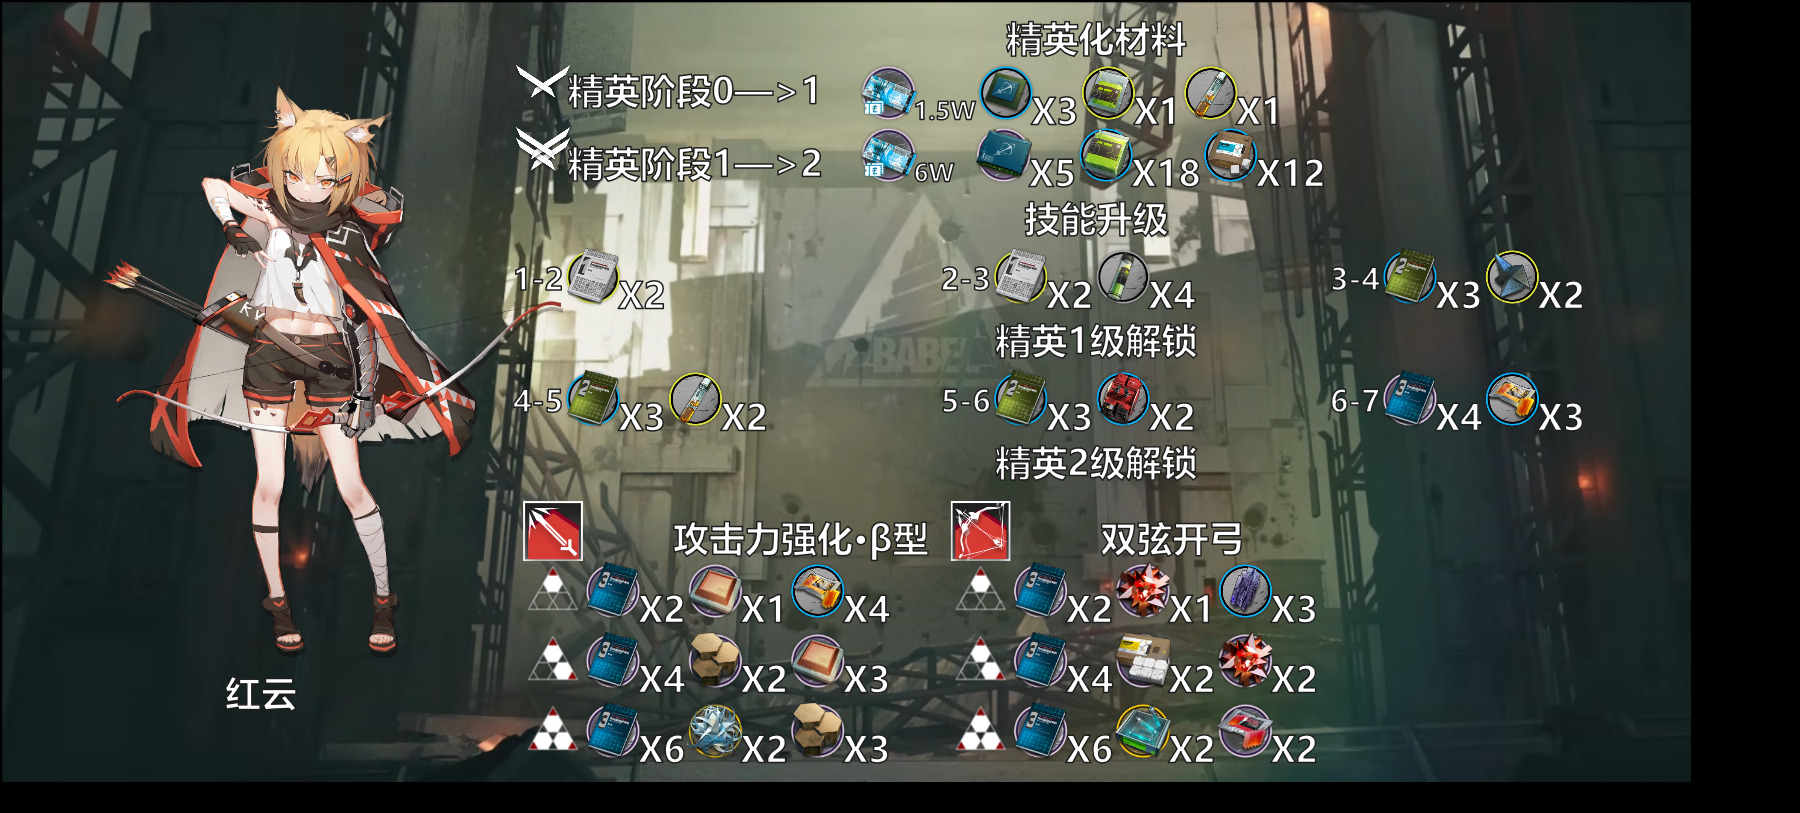 精英化材料
精英阶段0—>1 1.5W X3 X1 X1
精英阶段1—>2 6W X5 X18 X12
技能升级
1-2 X2 2-3 X2 X4 3-4 X3 X2
精英1级解锁
4-5 X3 X2 5-6 X3 X2 6-7 X4 X3
精英2级解锁
攻击力强化·β型 双弦开弓
X2 X1 X4 X2 X1 X3
X4 X2 X3 X4 X2 X2
X6 X2 X3 X6 X2 X2
红云
BABEL
KV